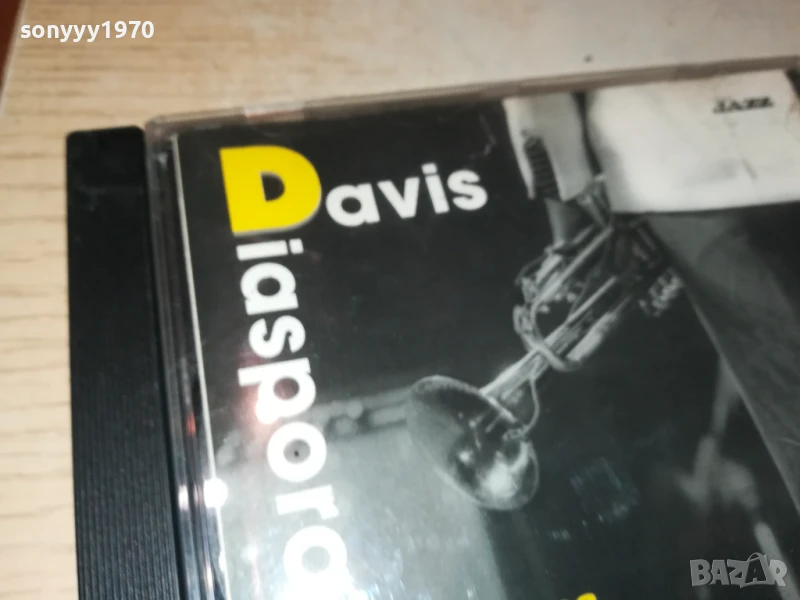 sonyyy1970
JAZZ
Davis
Diaspora
BAZAR